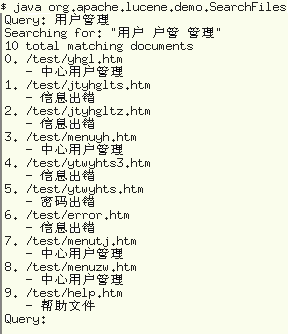 $ java org.apache.lucene.demo.SearchFiles
Query: 用户管理
Searching for: "用户 户管 管理"
10 total matching documents
0. /test/yhgl.htm
- 中心用户管理
1. /test/jtyhglts.htm
- 信息出错
2. /test/jtyhgltz.htm
- 信息出错
3. /test/menuyh.htm
- 中心用户管理
4. /test/ytwyhts3.htm
- 信息出错
5. /test/ytwyhts.htm
- 密码出错
6. /test/error.htm
- 信息出错
7. /test/menutj.htm
- 中心用户管理
8. /test/menuzw.htm
- 中心用户管理
9. /test/help.htm
- 帮助文件
Query: